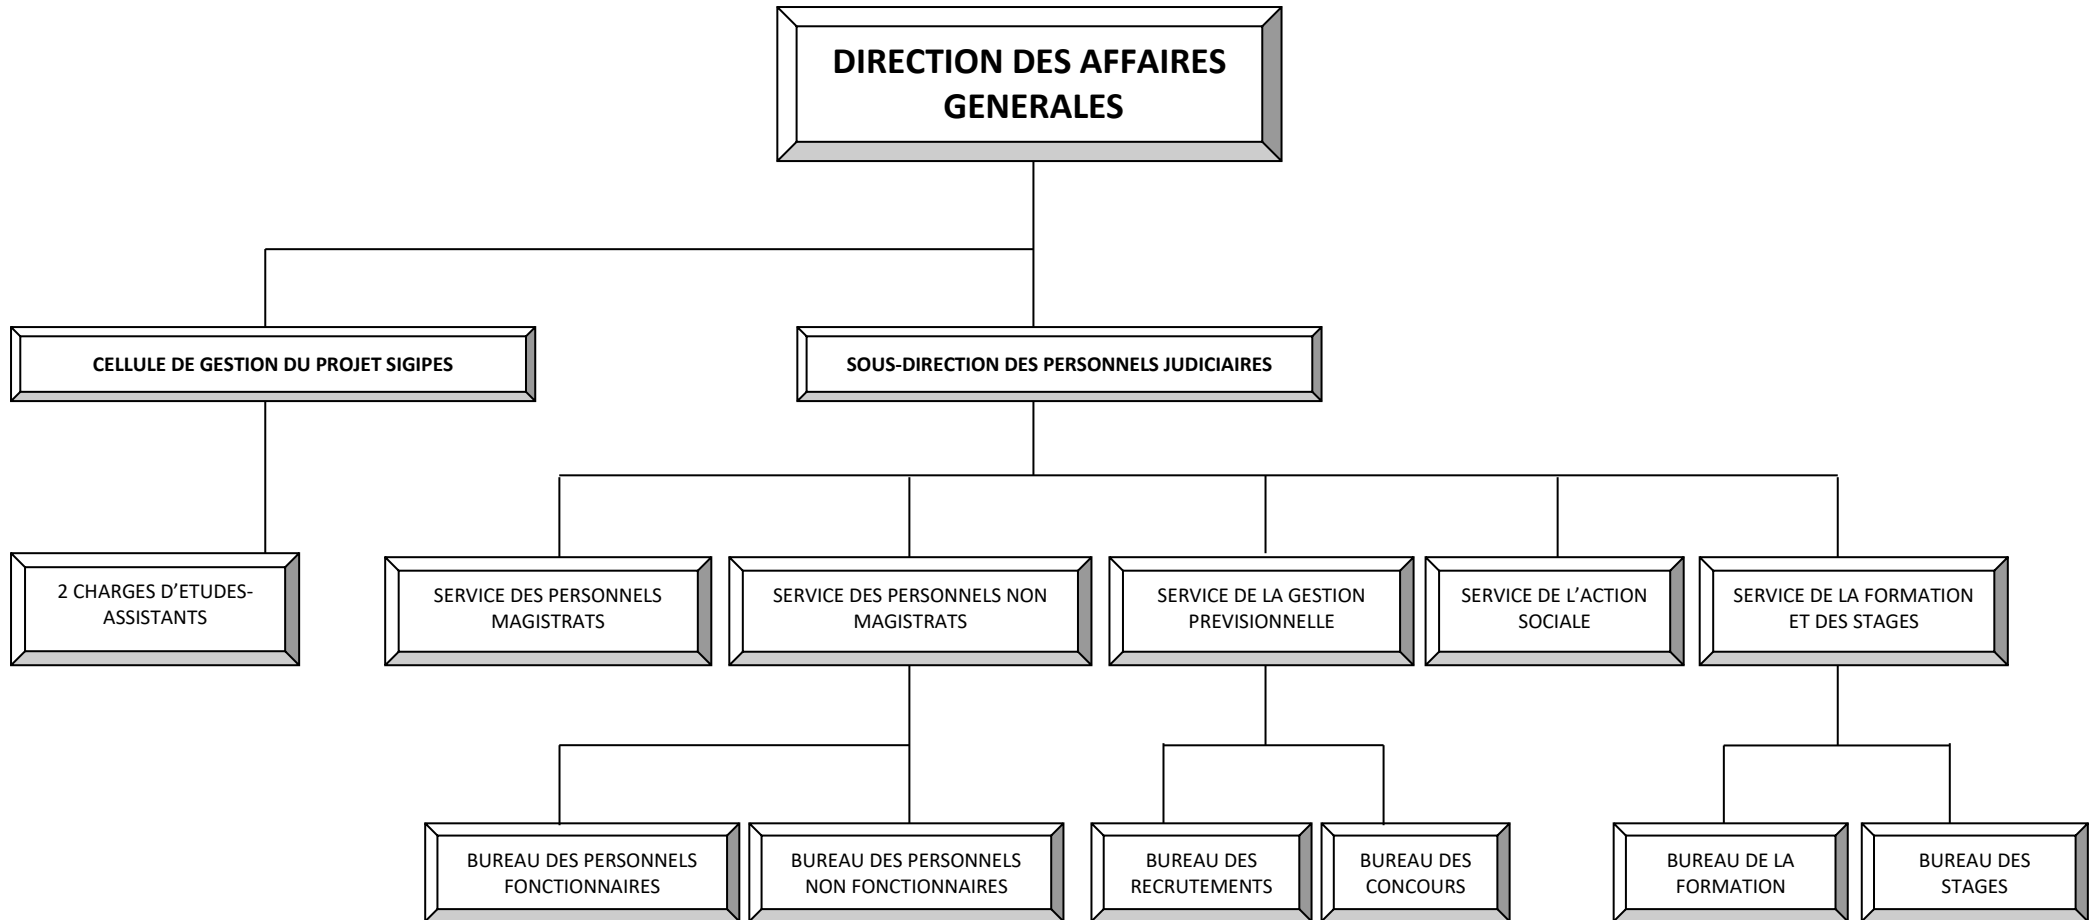 DIRECTION DES AFFAIRES
GENERALES
CELLULE DE GESTION DU PROJET SIGIPES
SOUS-DIRECTION DES PERSONNELS JUDICIAIRES
2 CHARGES D’ETUDES-
ASSISTANTS
SERVICE DES PERSONNELS
MAGISTRATS
SERVICE DES PERSONNELS NON
MAGISTRATS
SERVICE DE LA GESTION
PREVISIONNELLE
SERVICE DE L’ACTION
SOCIALE
SERVICE DE LA FORMATION
ET DES STAGES
BUREAU DES PERSONNELS
FONCTIONNAIRES
BUREAU DES PERSONNELS
NON FONCTIONNAIRES
BUREAU DES
RECRUTEMENTS
BUREAU DES
CONCOURS
BUREAU DE LA
FORMATION
BUREAU DES
STAGES